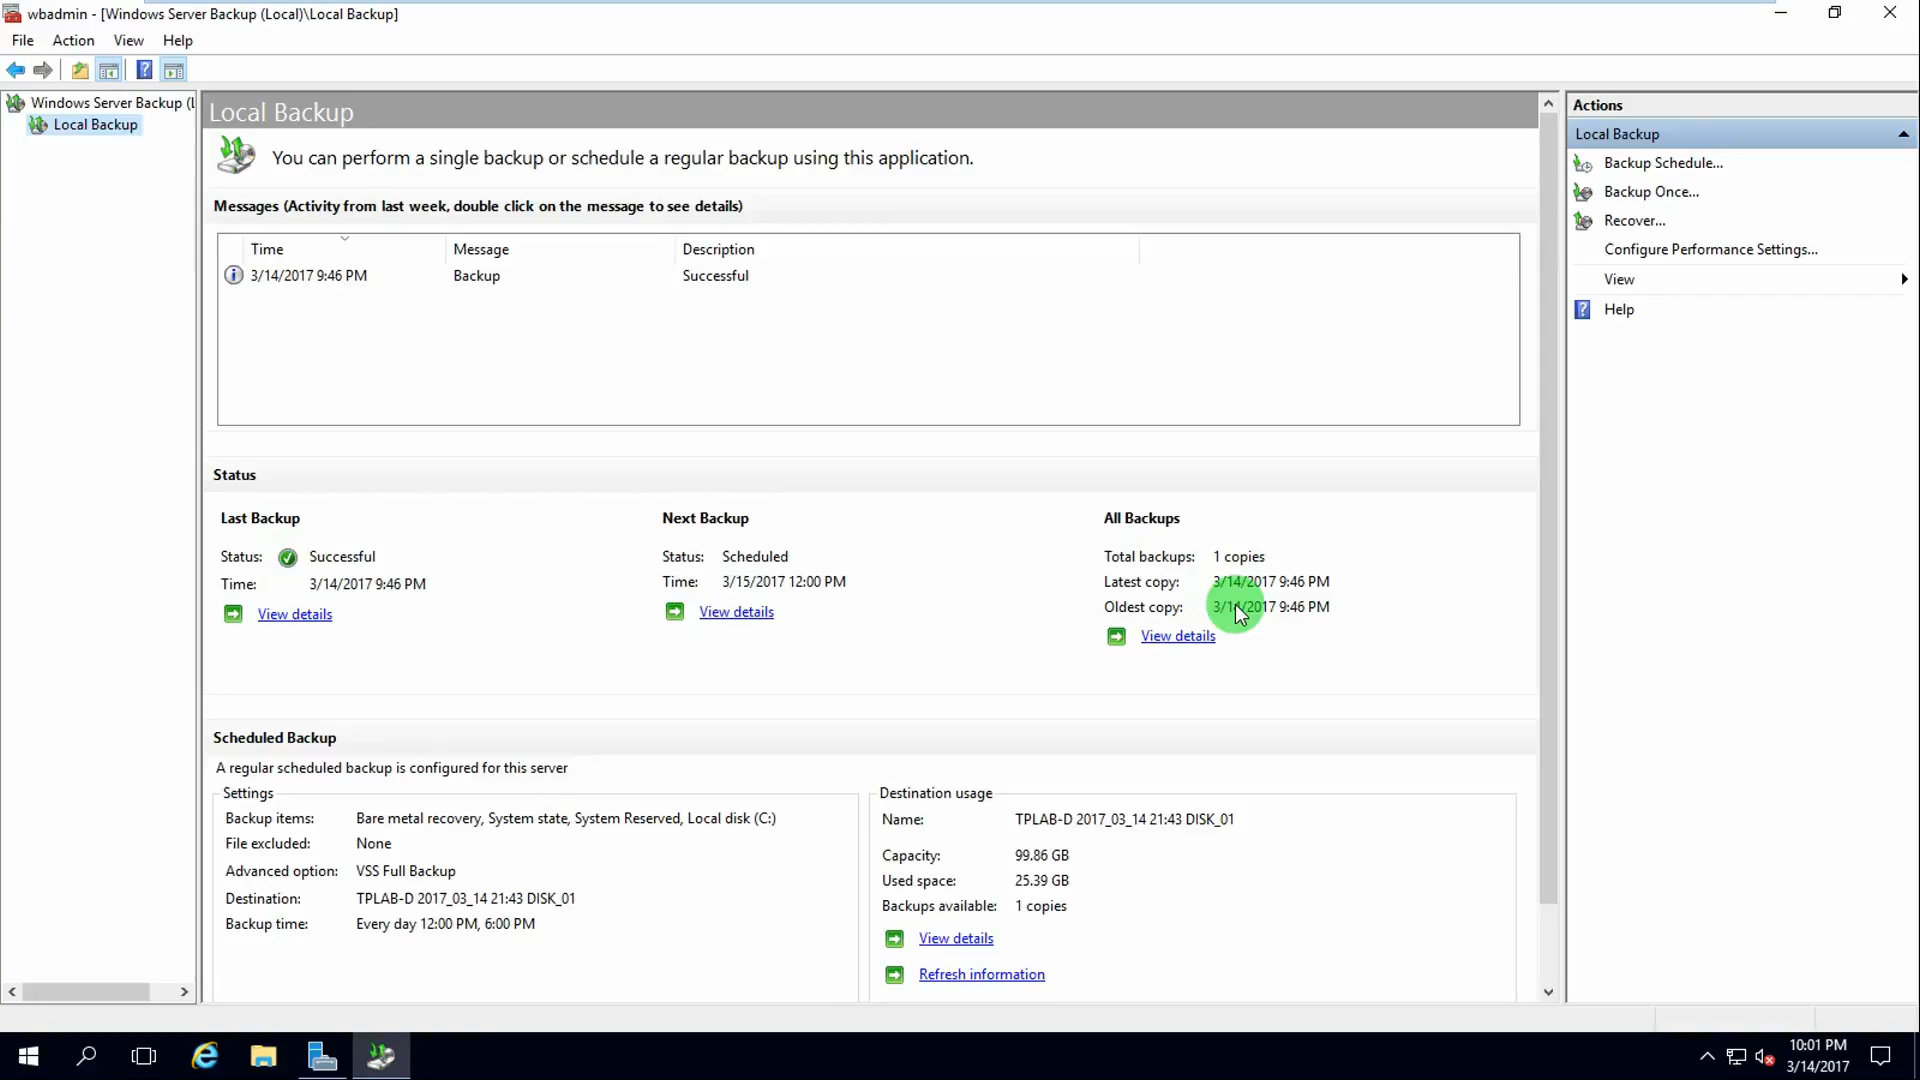 wbadmin - [Windows Server Backup (Local)\Local Backup]
File Action View Help
Windows Server Backup (L
Local Backup
Local Backup
You can perform a single backup or schedule a regular backup using this application.
Messages (Activity from last week, double click on the message to see details)
Time Message Description
3/14/2017 9:46 PM Backup Successful
Status
Last Backup Next Backup All Backups
Status: Successful
Time: 3/14/2017 9:46 PM
View details
Status: Scheduled
Time: 3/15/2017 12:00 PM
View details
Total backups: 1 copies
Latest copy: 3/14/2017 9:46 PM
Oldest copy: 3/14/2017 9:46 PM
View details
Scheduled Backup
A regular scheduled backup is configured for this server
Settings
Backup items: Bare metal recovery, System state, System Reserved, Local disk (C:)
File excluded: None
Advanced option: VSS Full Backup
Destination: TPLAB-D 2017_03_14 21:43 DISK_01
Backup time: Every day 12:00 PM, 6:00 PM
Destination usage
Name: TPLAB-D 2017_03_14 21:43 DISK_01
Capacity: 99.86 GB
Used space: 25.39 GB
Backups available: 1 copies
View details
Refresh information
Actions
Local Backup
Backup Schedule...
Backup Once...
Recover...
Configure Performance Settings...
View
Help
10:01 PM
3/14/2017